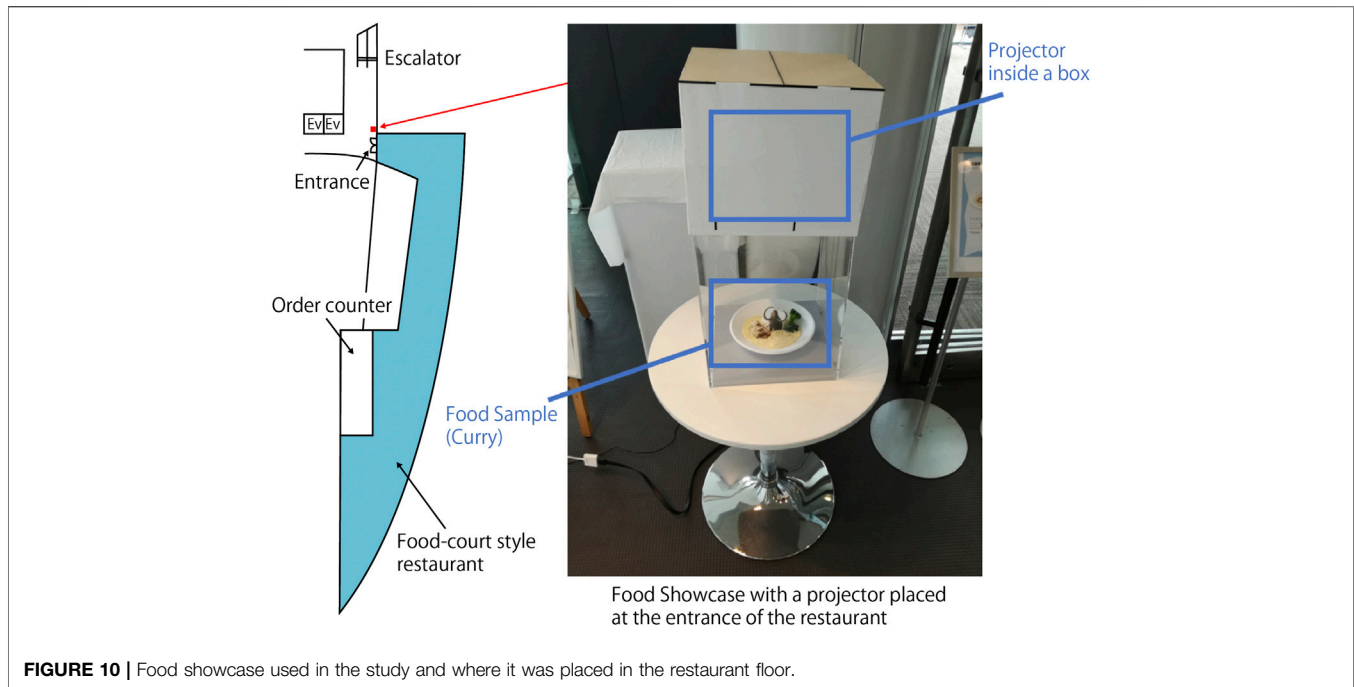 Escalator
Ev Ev
Entrance
Order counter
Food-court style
restaurant
Projector
inside a box
Food Sample
(Curry)
Food Showcase with a projector placed
at the entrance of the restaurant
FIGURE 10 | Food showcase used in the study and where it was placed in the restaurant floor.